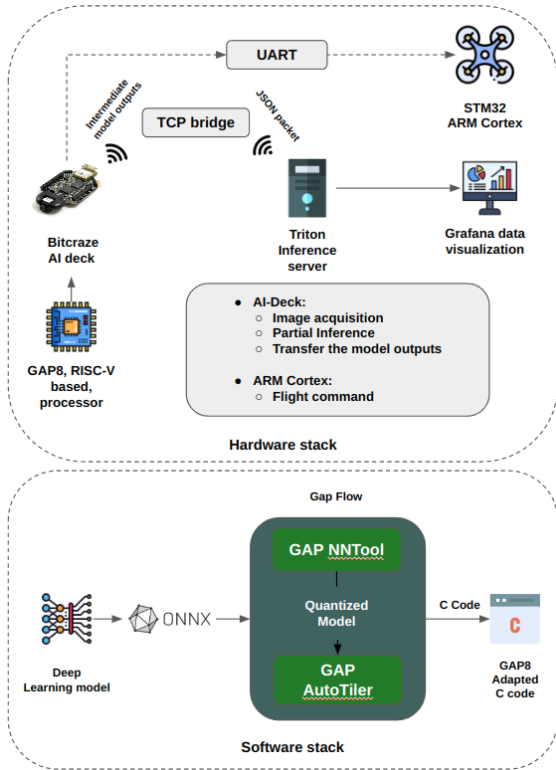 UART
Intermediate
model outputs
TCP bridge
JSON packet
STM32
ARM Cortex
Bitcraze
AI deck
Triton
Inference
server
Grafana data
visualization
GAP8, RISC-V
based,
processor
● AI-Deck:
○ Image acquisition
○ Partial Inference
○ Transfer the model outputs
● ARM Cortex:
○ Flight command
Hardware stack
Gap Flow
GAP NNTool
Quantized
Model
GAP
AutoTiler
ONNX
C Code
C
Deep
Learning model
GAP8
Adapted
C code
Software stack